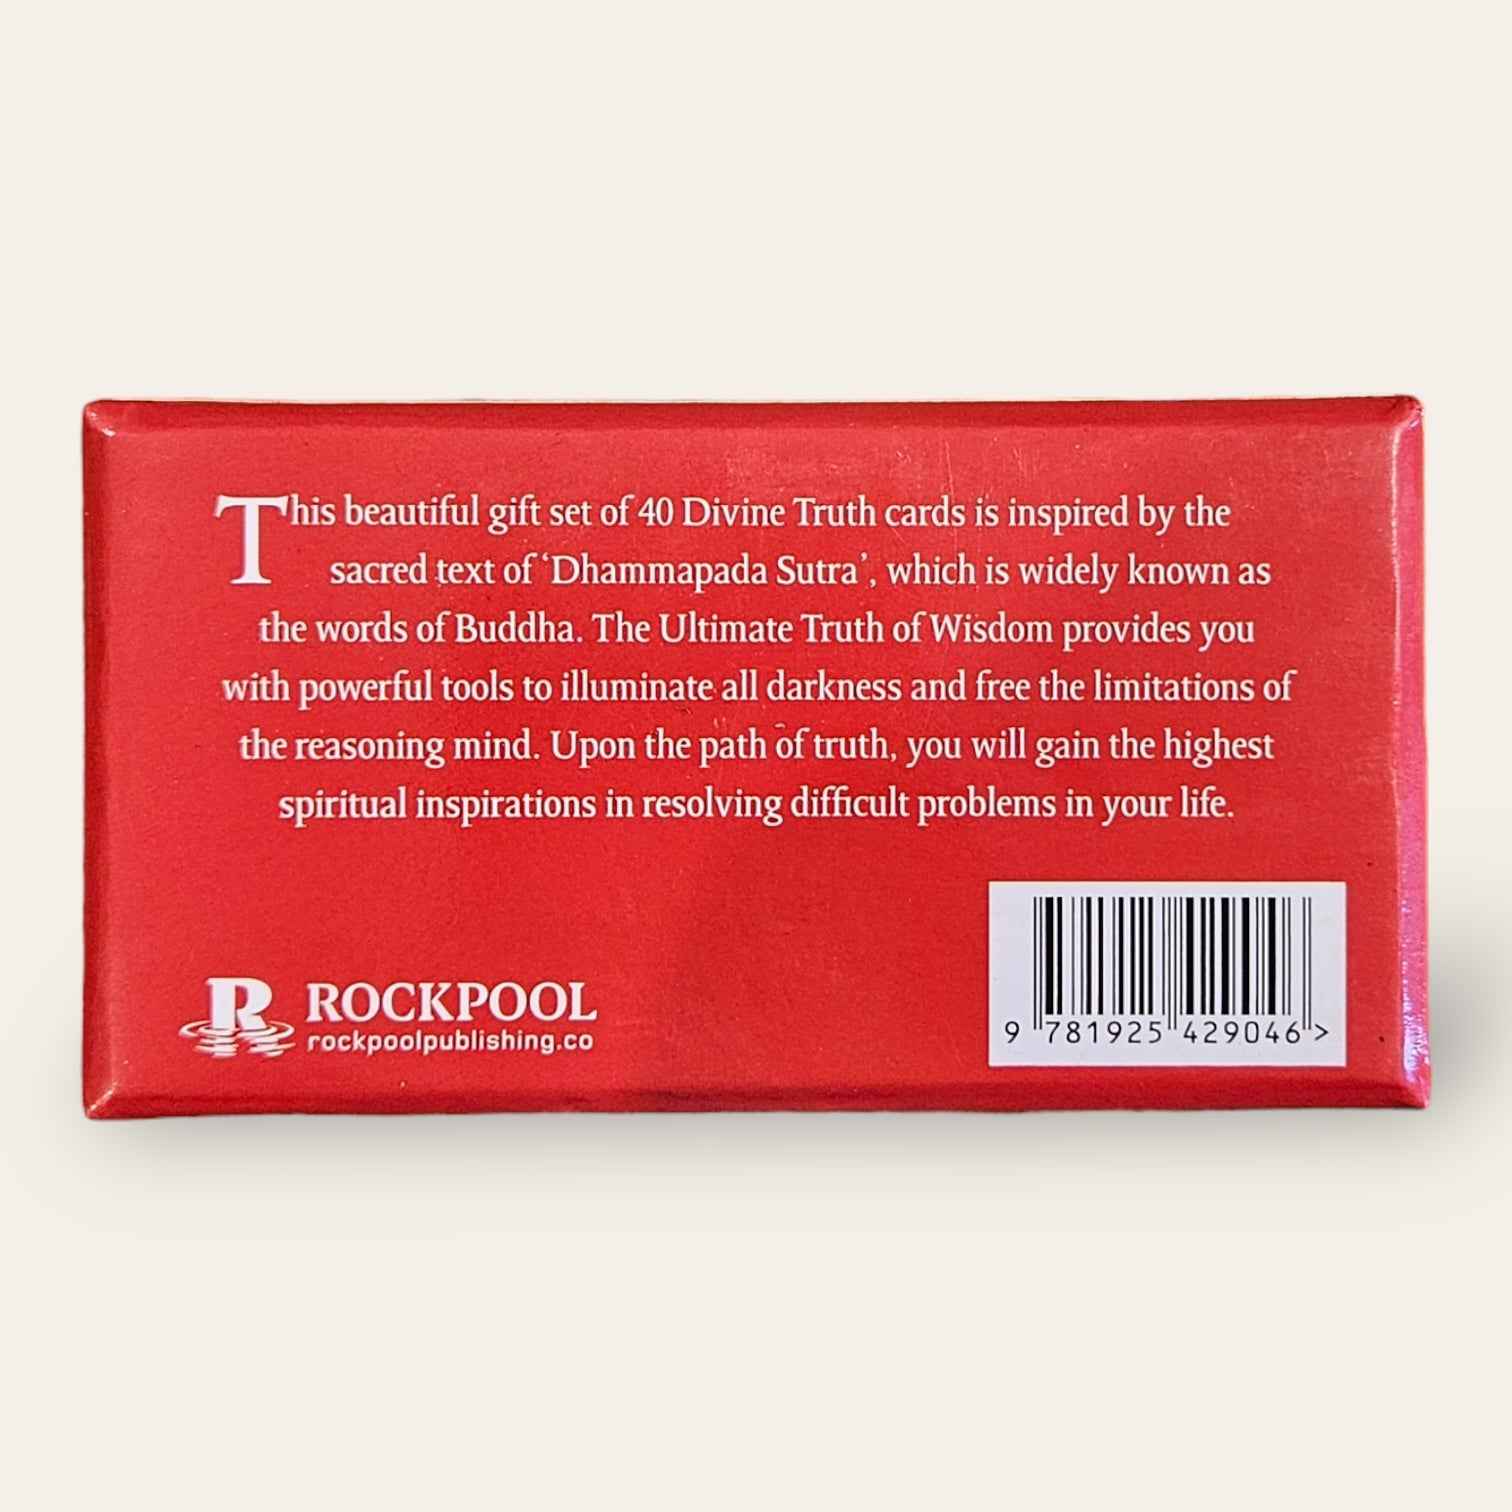 This beautiful gift set of 40 Divine Truth cards is inspired by the
sacred text of ‘Dhammapada Sutra’, which is widely known as
the words of Buddha. The Ultimate Truth of Wisdom provides you
with powerful tools to illuminate all darkness and free the limitations of
the reasoning mind. Upon the path of truth, you will gain the highest
spiritual inspirations in resolving difficult problems in your life.
R ROCKPOOL
rockpoolpublishing.co
9 781925 429046 >